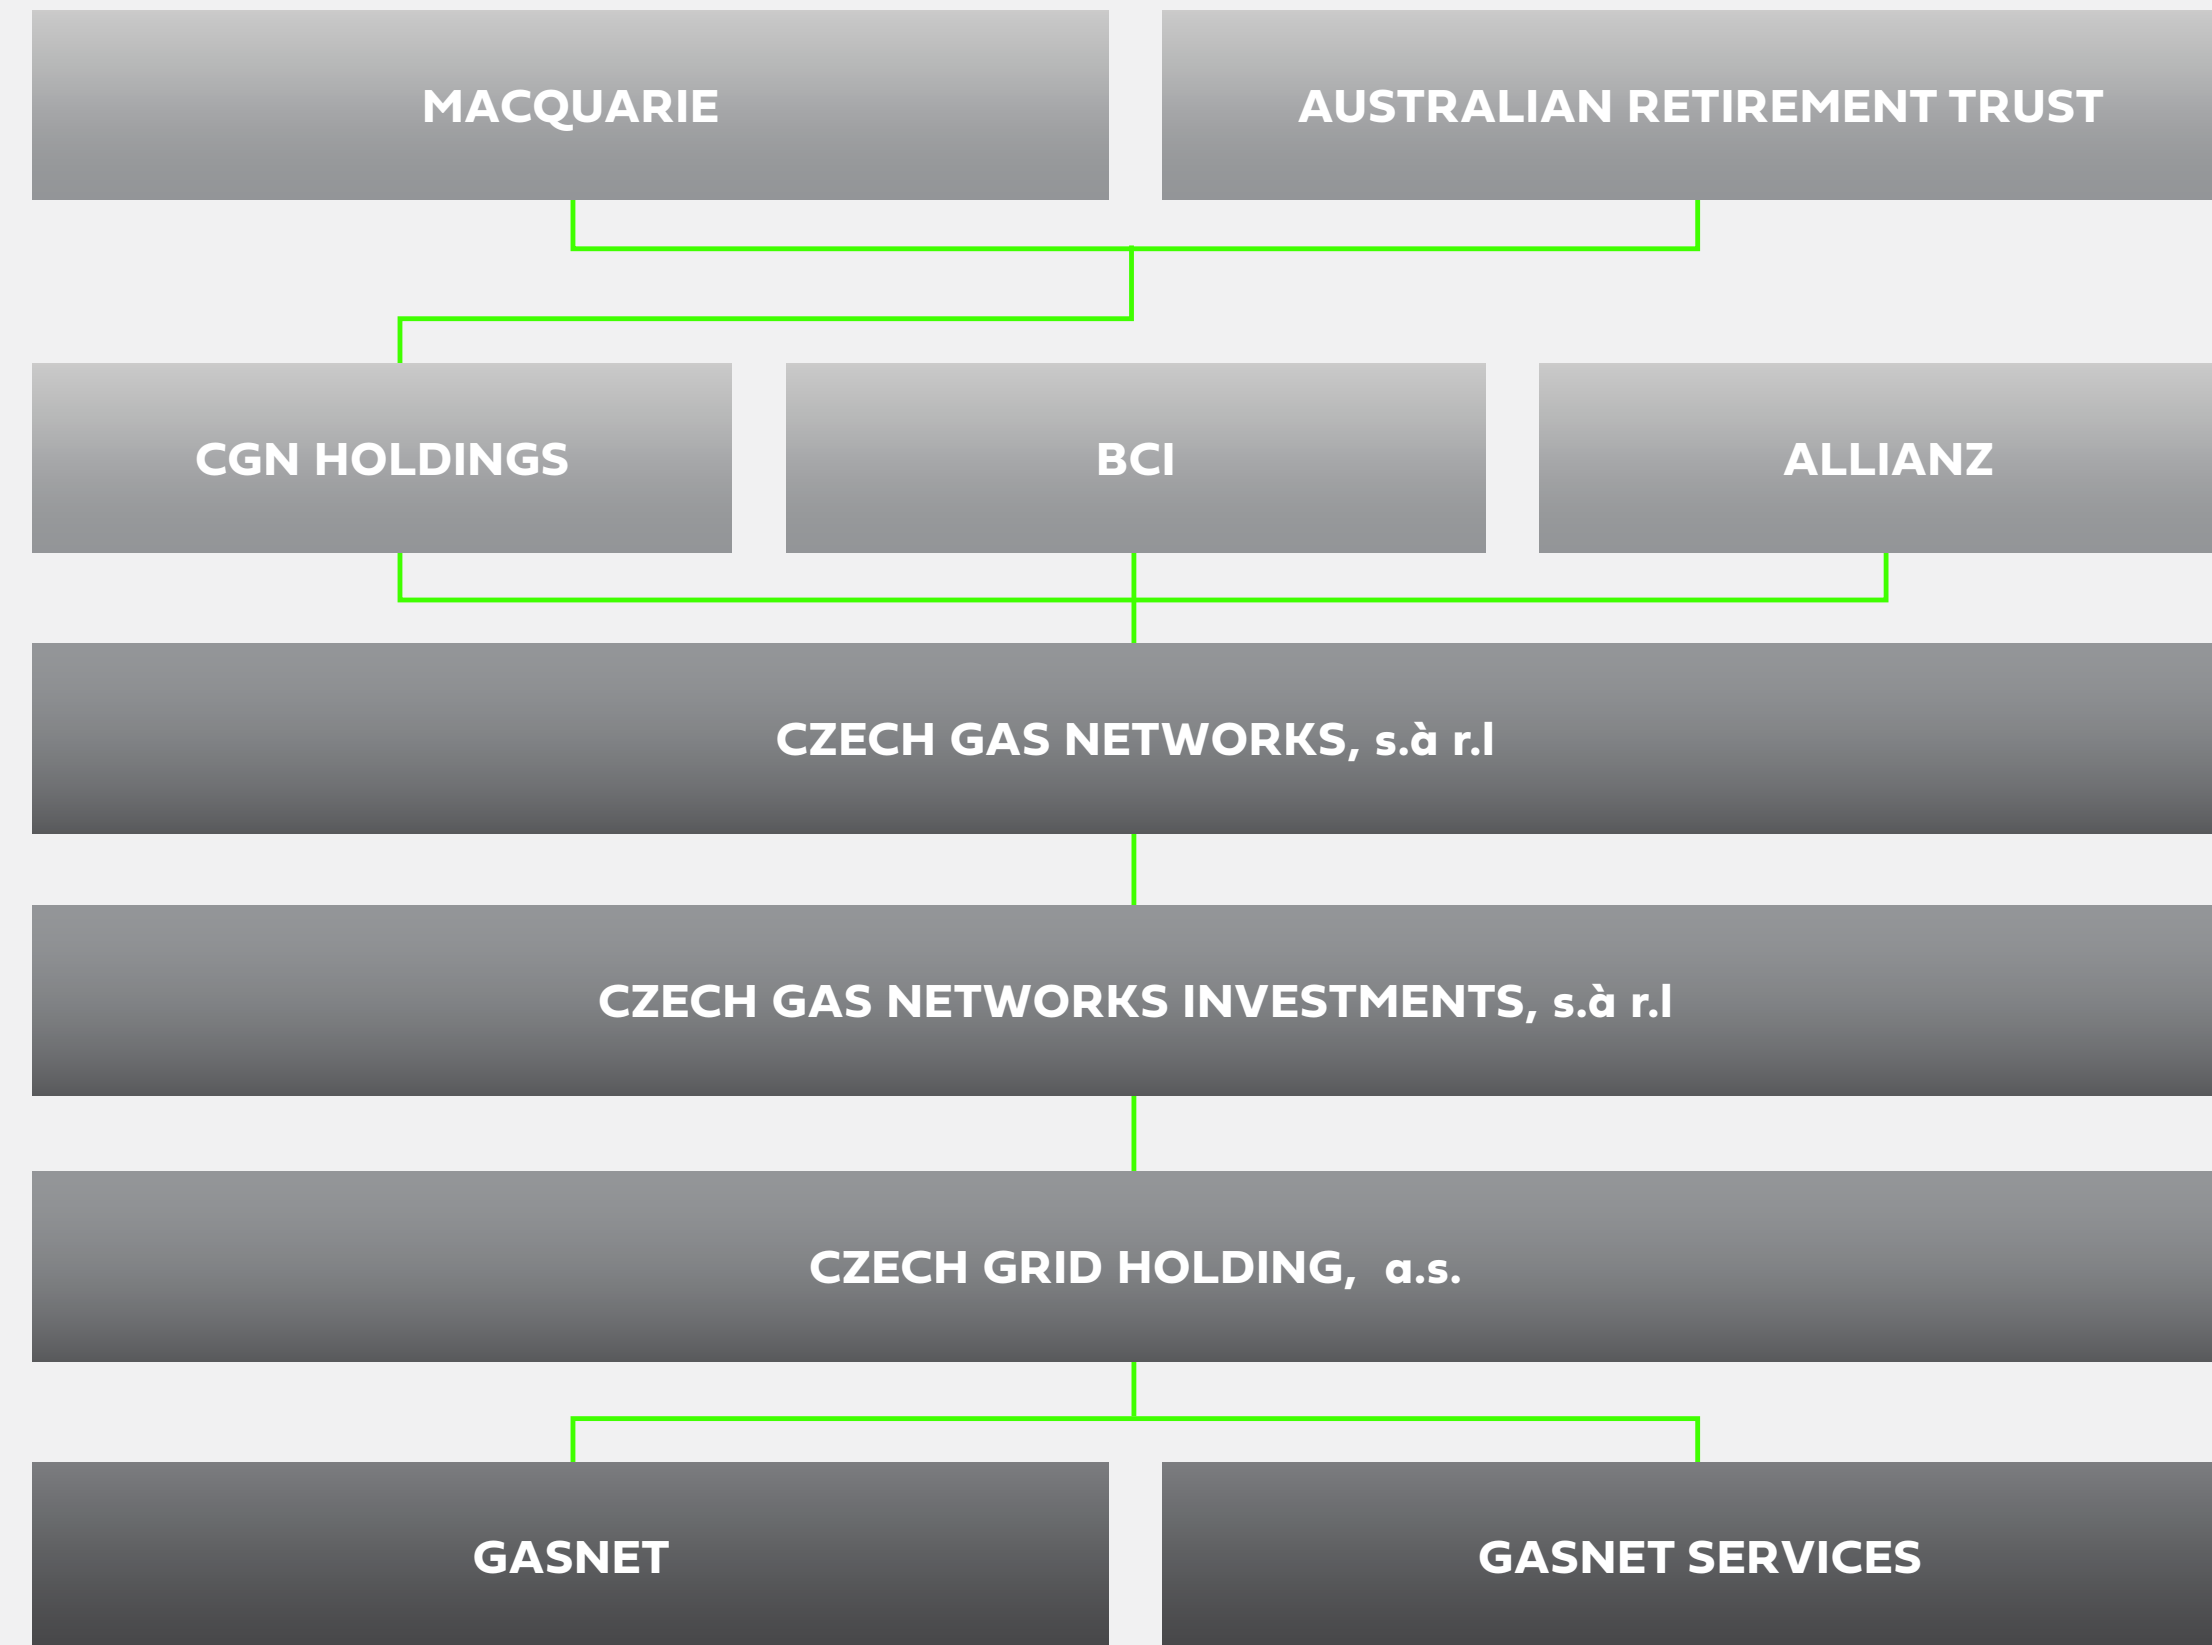 MACQUARIE
AUSTRALIAN RETIREMENT TRUST
CGN HOLDINGS
BCI
ALLIANZ
CZECH GAS NETWORKS, s.à r.l
CZECH GAS NETWORKS INVESTMENTS, s.à r.l
CZECH GRID HOLDING,  a.s.
GASNET
GASNET SERVICES